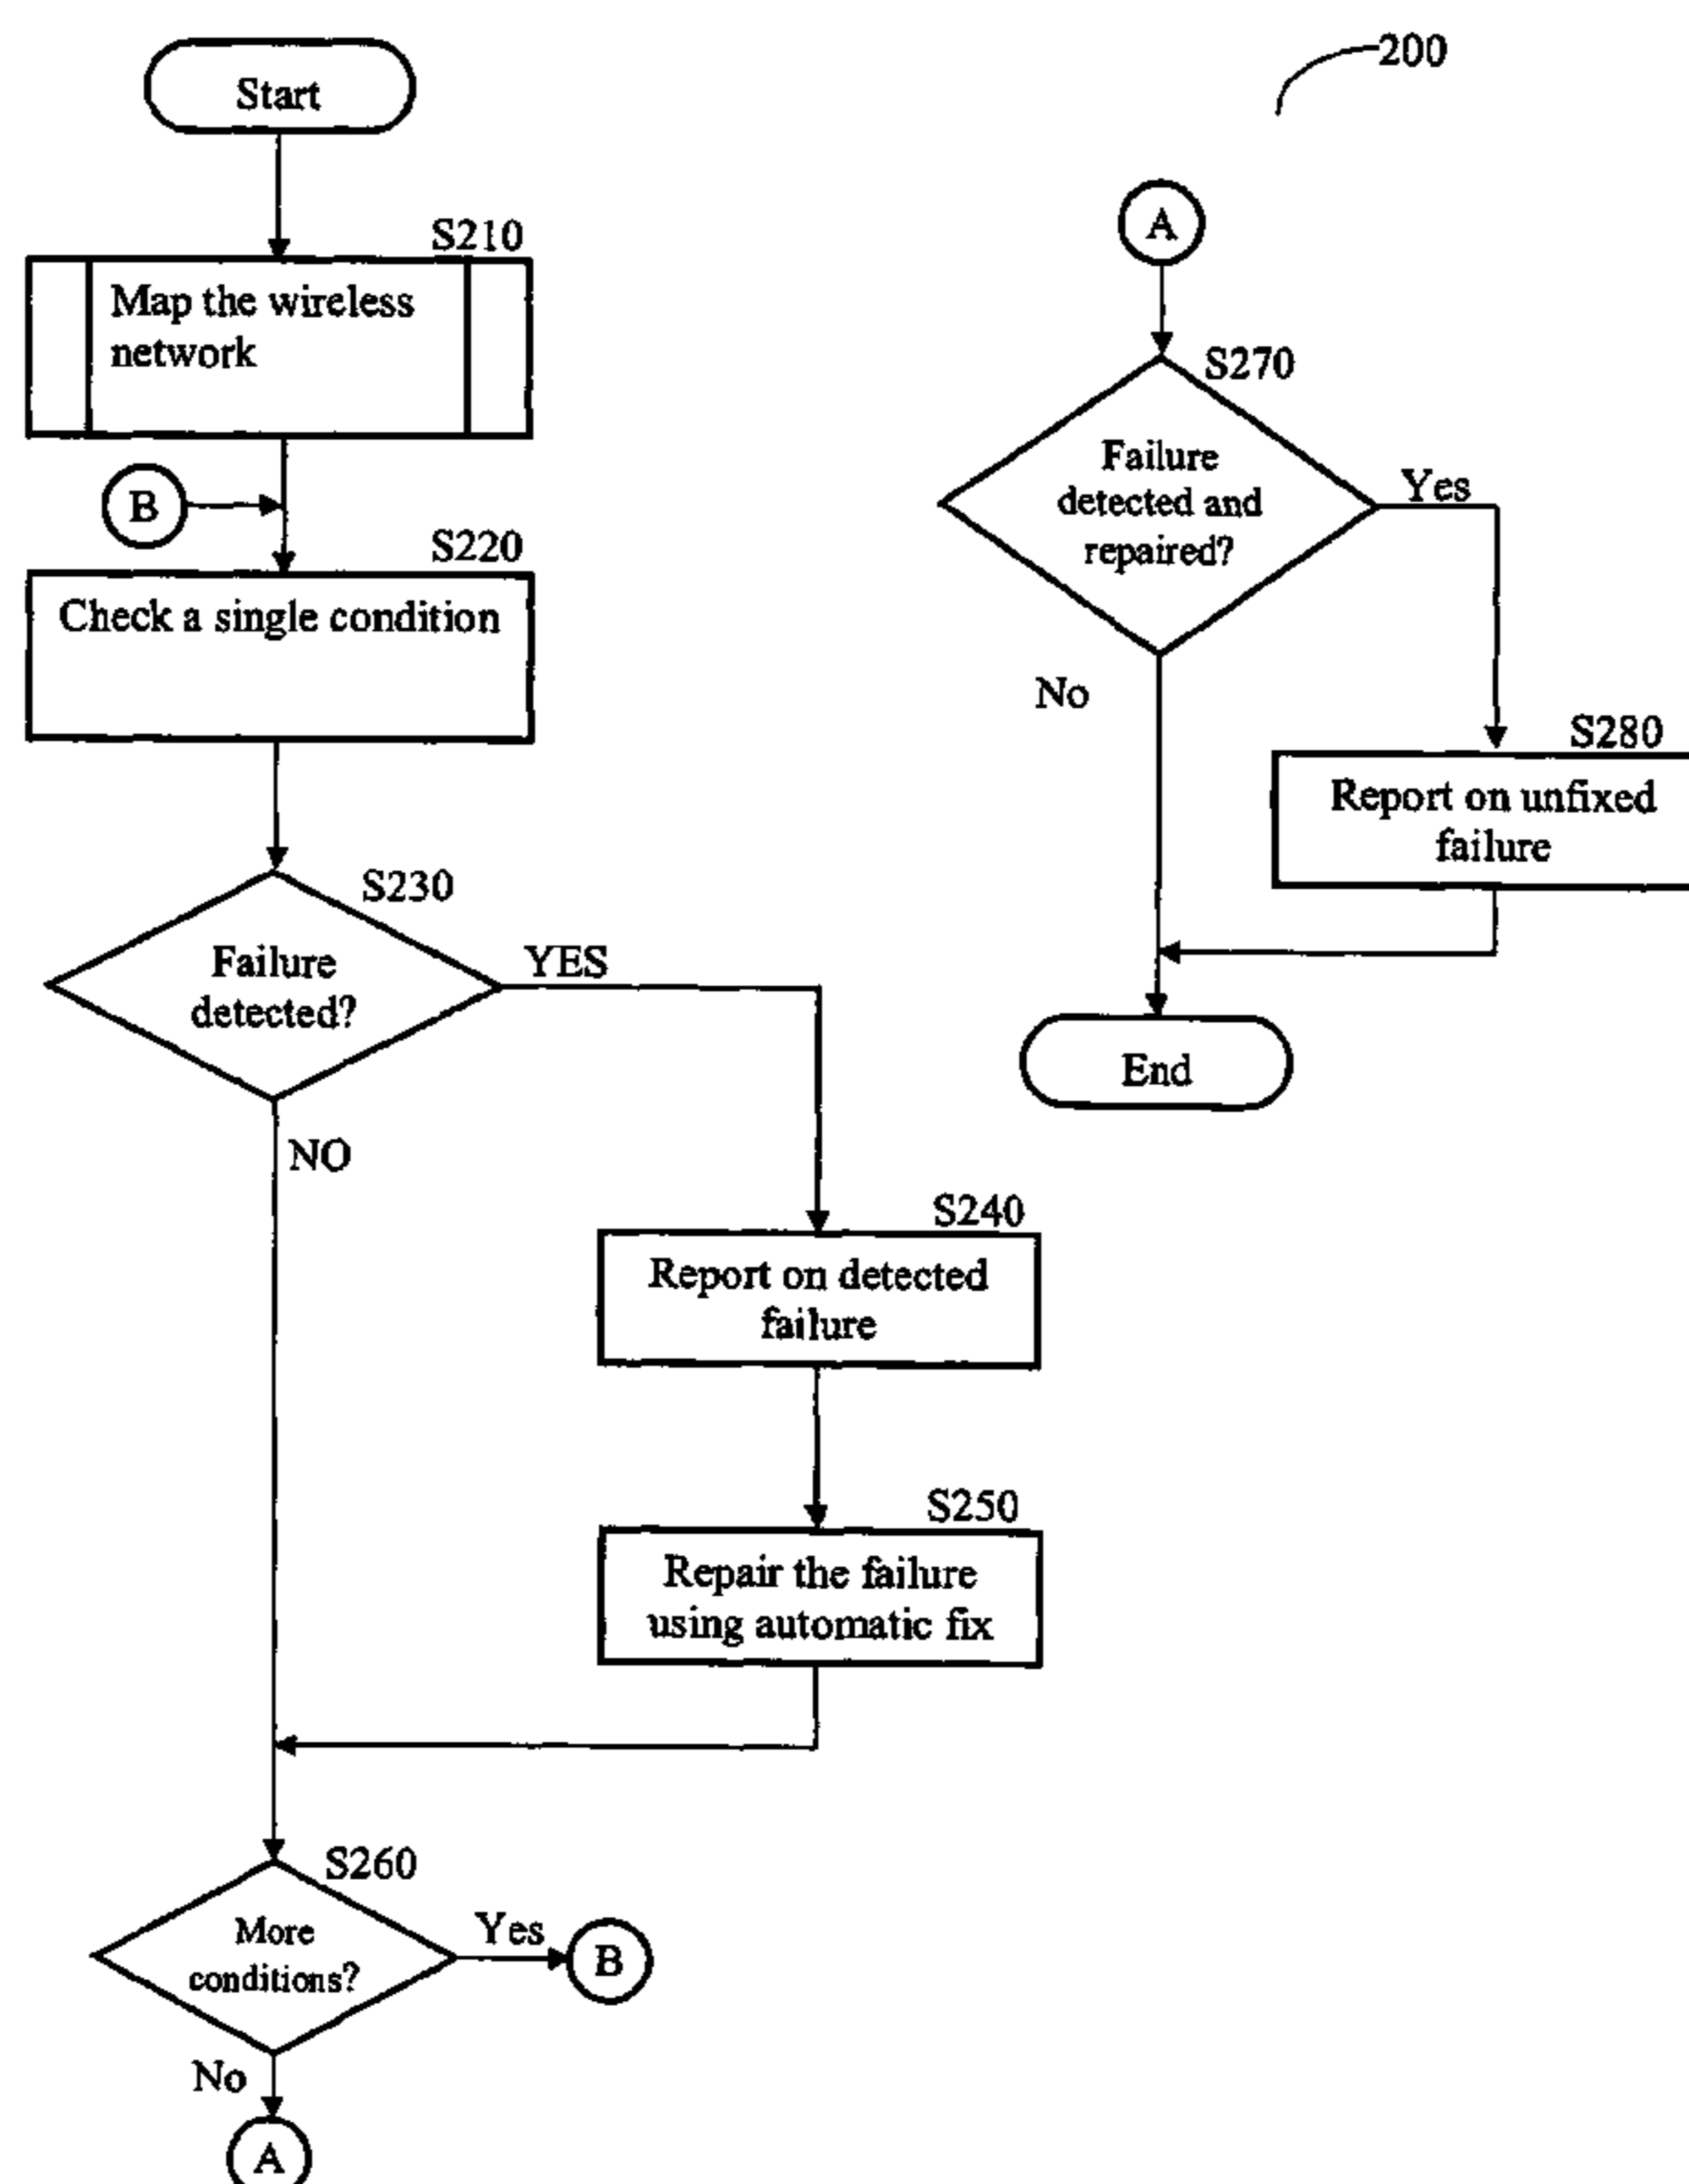 Start
S210
Map the wireless
network
B
S220
Check a single condition
S230
Failure
detected?
YES
NO
S240
Report on detected
failure
S250
Repair the failure
using automatic fix
S260
More
conditions?
Yes
B
No
A
200
A
S270
Failure
detected and
repaired?
Yes
No
S280
Report on unfixed
failure
End